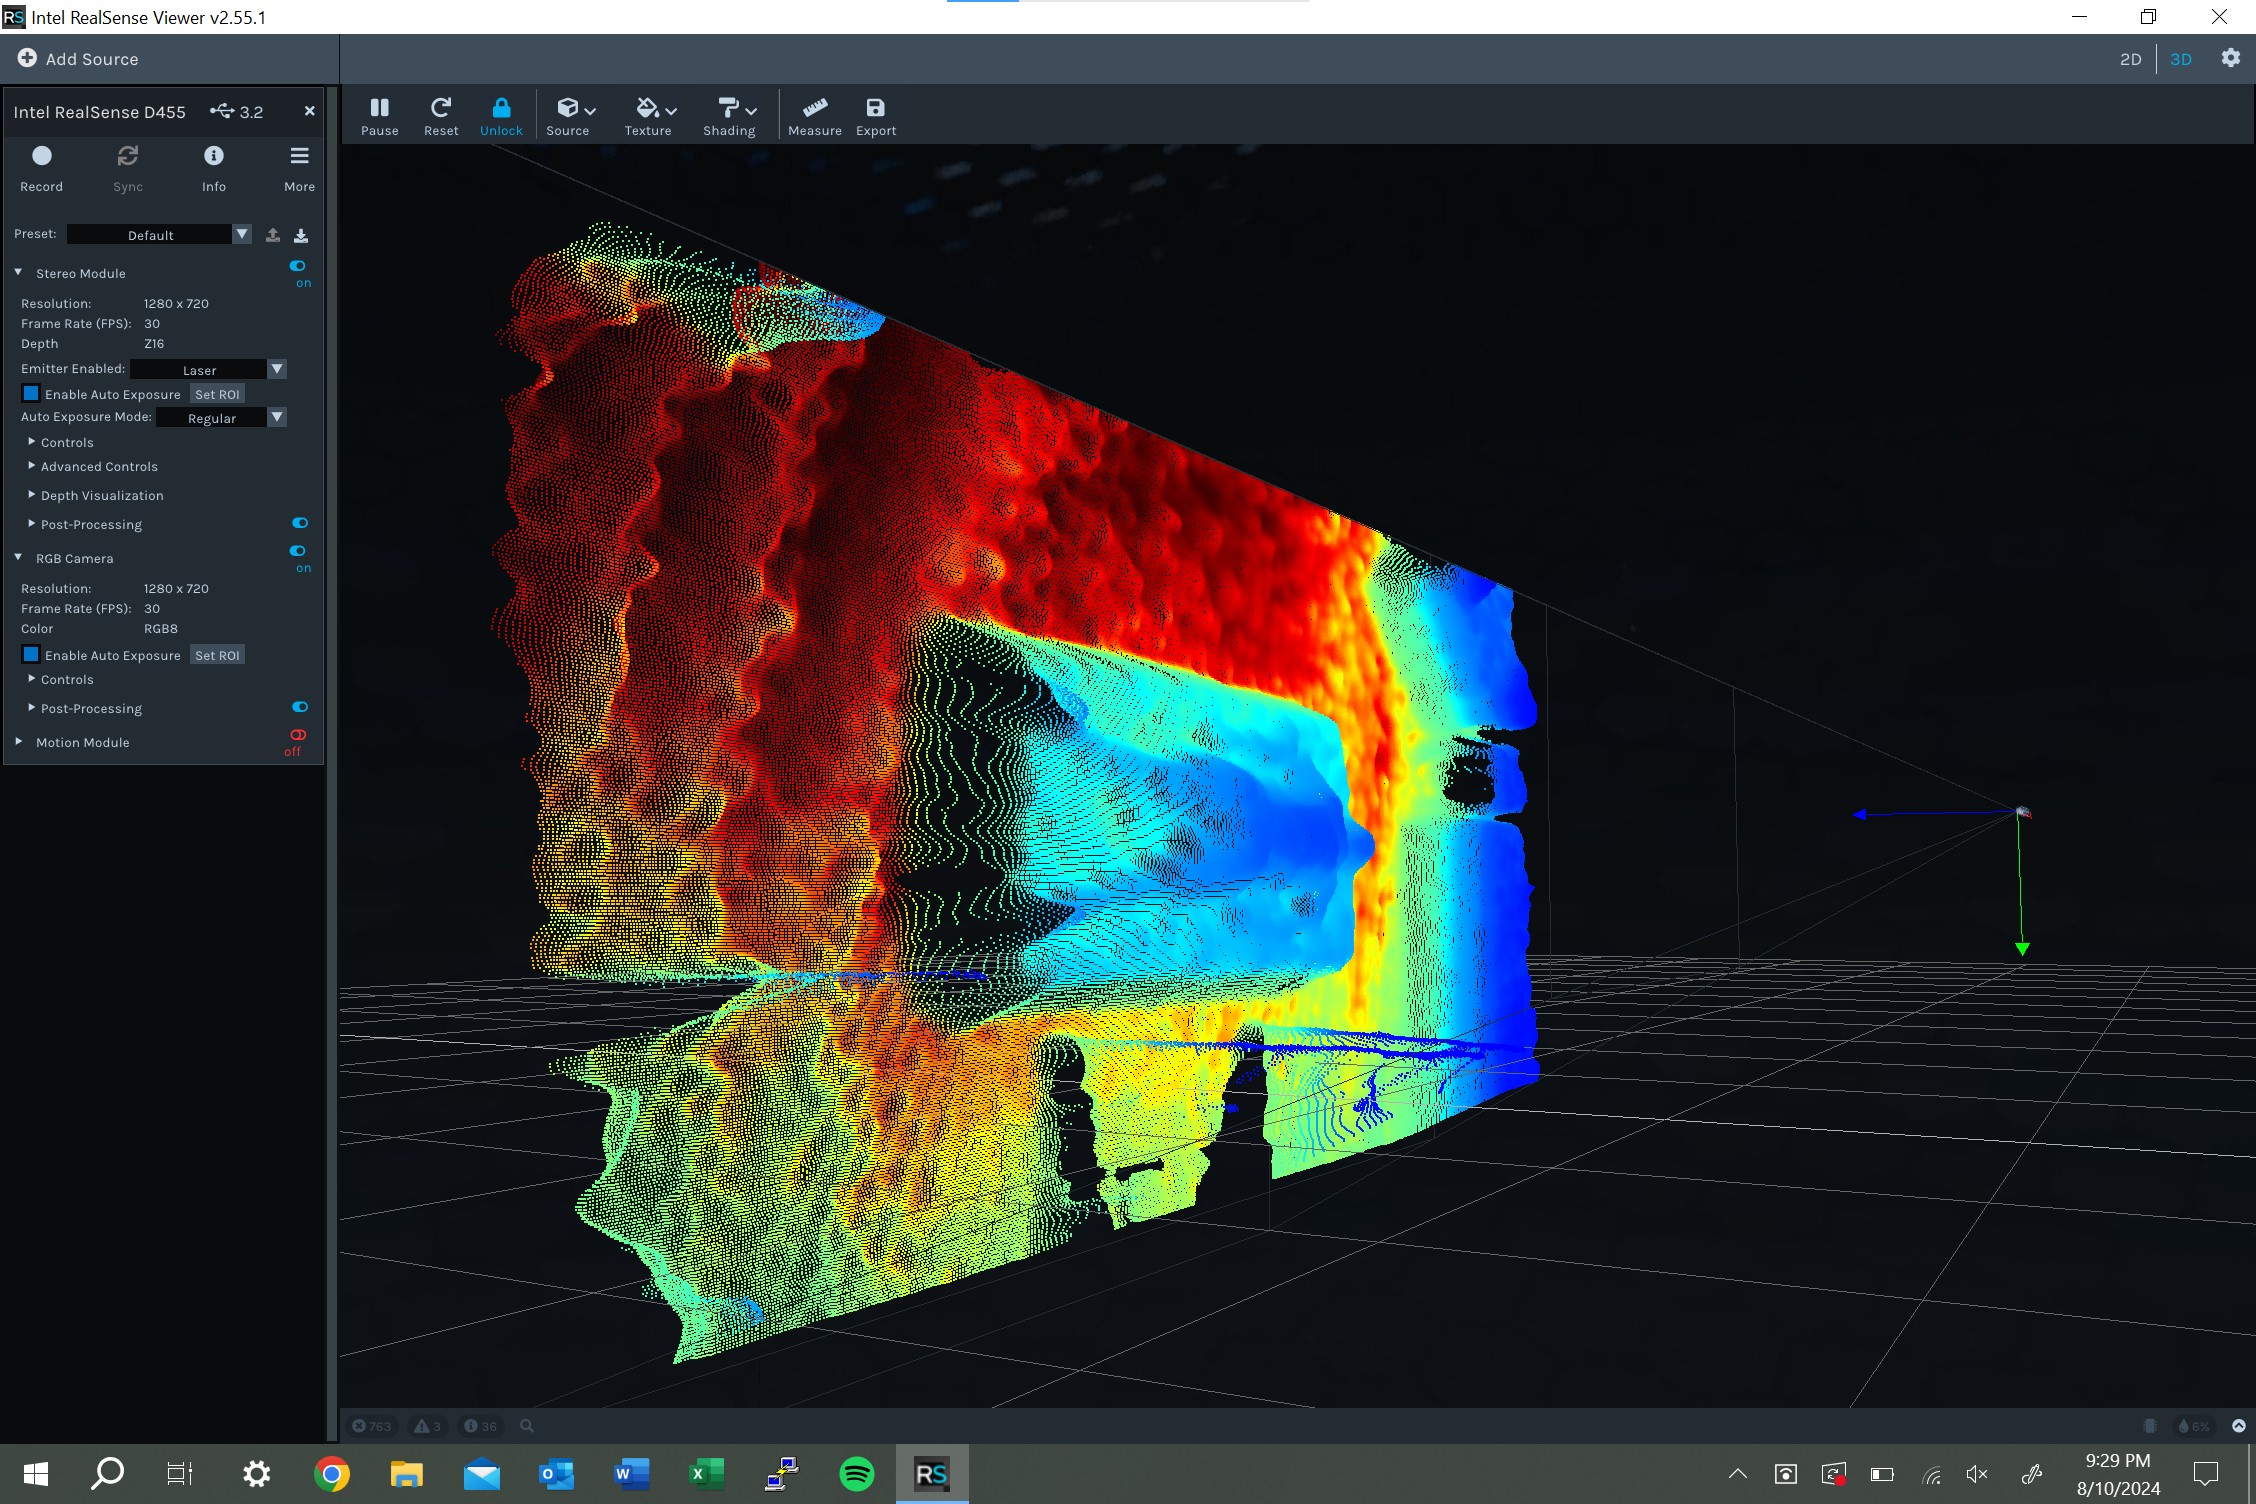 RS Intel RealSense Viewer v2.55.1
Add Source
2D 3D
Intel RealSense D455 3.2
Pause Reset Unlock Source Texture Shading Measure Export
Record Sync Info More
Preset: Default
Stereo Module
on
Resolution: 1280 x 720
Frame Rate (FPS): 30
Depth Z16
Emitter Enabled: Laser
Enable Auto Exposure Set ROI
Auto Exposure Mode: Regular
Controls
Advanced Controls
Depth Visualization
Post-Processing
RGB Camera
on
Resolution: 1280 x 720
Frame Rate (FPS): 30
Color RGB8
Enable Auto Exposure Set ROI
Controls
Post-Processing
Motion Module
off
763 3 36
6%
O W X RS
9:29 PM
8/10/2024